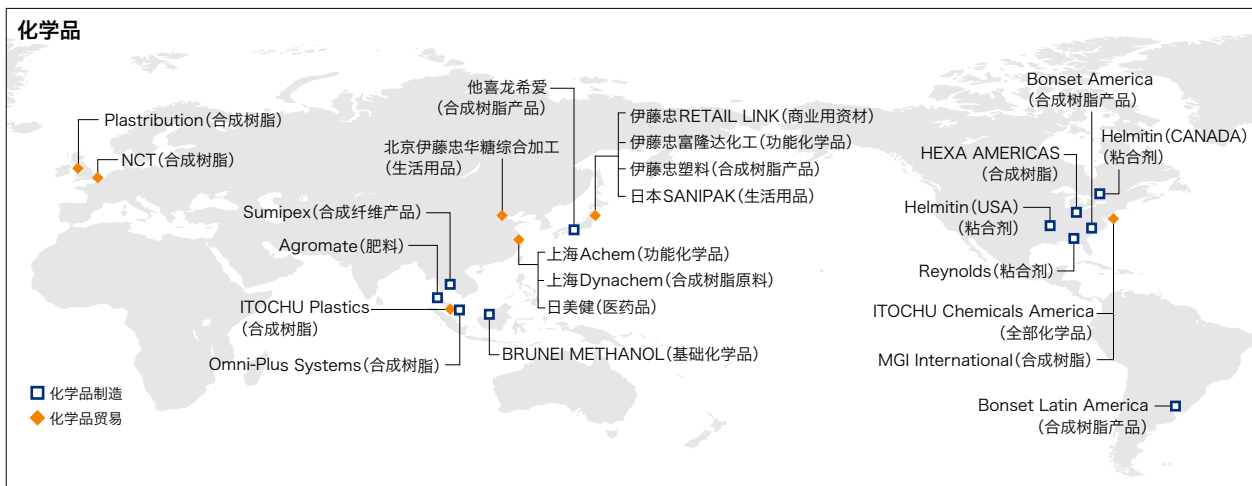 化学品
Plastribution(合成树脂)
NCT(合成树脂)
他喜龙希爱
(合成树脂产品)
北京伊藤忠华糖综合加工
(生活用品)
伊藤忠RETAIL LINK(商业用资材)
伊藤忠富隆达化工(功能化学品)
伊藤忠塑料(合成树脂产品)
日本SANIPAK(生活用品)
Sumipex(合成纤维产品)
Agromate(肥料)
上海Achem(功能化学品)
上海Dynachem(合成树脂原料)
日美健(医药品)
ITOCHU Plastics
(合成树脂)
Omni-Plus Systems(合成树脂)
BRUNEI METHANOL(基础化学品)
Bonset America
(合成树脂产品)
Helmitin(CANADA)
(粘合剂)
HEXA AMERICAS
(合成树脂)
Helmitin(USA)
(粘合剂)
Reynolds(粘合剂)
ITOCHU Chemicals America
(全部化学品)
MGI International(合成树脂)
Bonset Latin America
(合成树脂产品)
化学品制造
化学品贸易